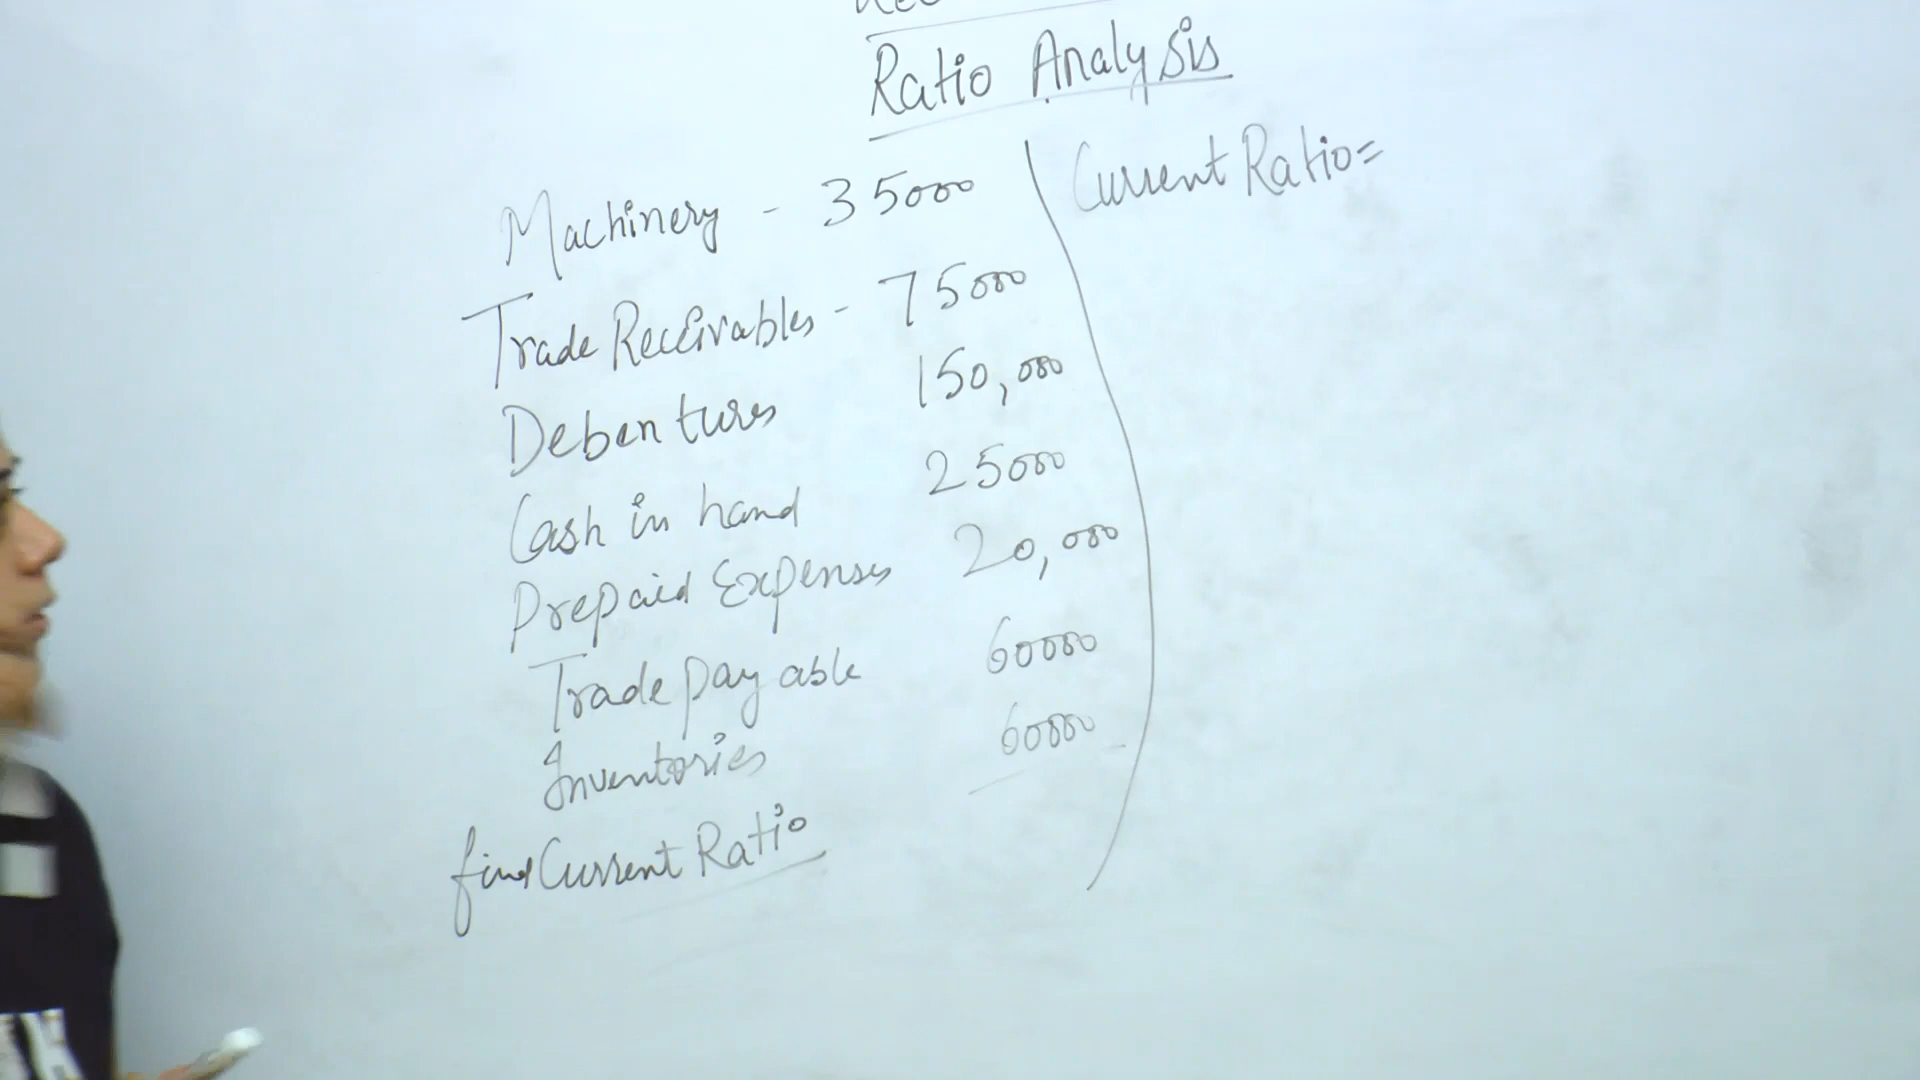 Ratio Analysis
Machinery - 35000
Trade Receivables - 75000
Debentures 150,000
Cash in hand 25000
Prepaid Expenses 20,000
Trade payable 60000
Inventories 60000
find Current Ratio
Current Ratio=